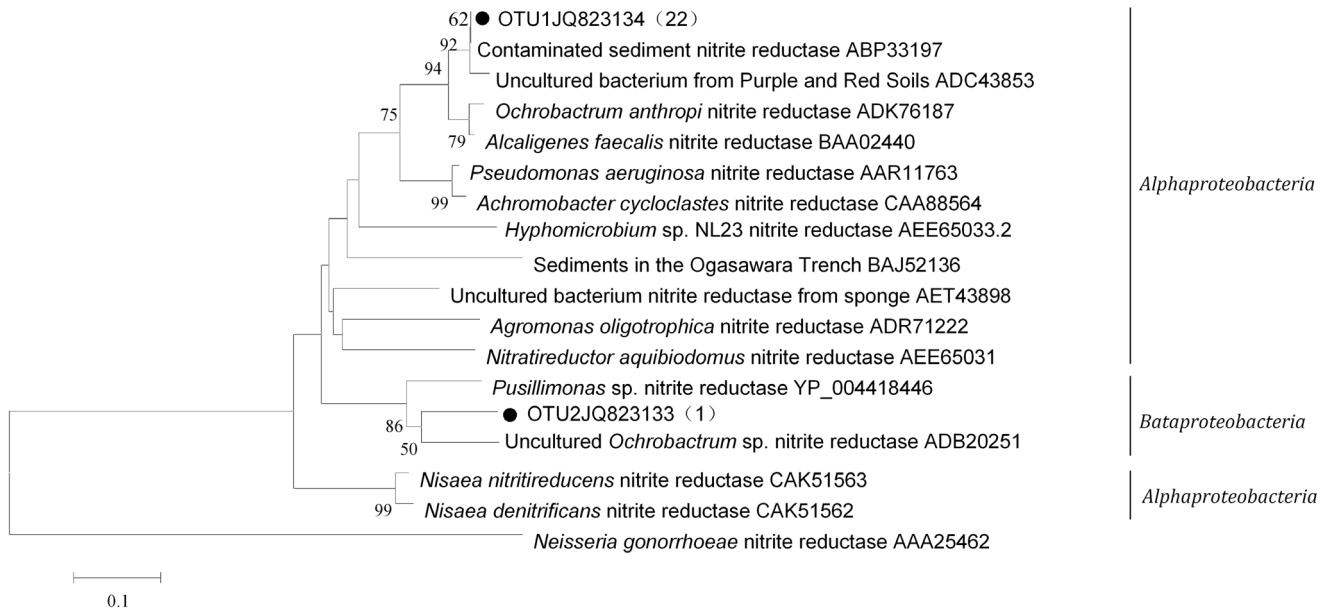 62 ● OTU1JQ823134（22）
92 Contaminated sediment nitrite reductase ABP33197
94 Uncultured bacterium from Purple and Red Soils ADC43853
75 Ochrobactrum anthropi nitrite reductase ADK76187
79 Alcaligenes faecalis nitrite reductase BAA02440
Pseudomonas aeruginosa nitrite reductase AAR11763
Alphaproteobacteria
99 Achromobacter cycloclastes nitrite reductase CAA88564
Hyphomicrobium sp. NL23 nitrite reductase AEE65033.2
Sediments in the Ogasawara Trench BAJ52136
Uncultured bacterium nitrite reductase from sponge AET43898
Agromonas oligotrophica nitrite reductase ADR71222
Nitratireductor aquibiodomus nitrite reductase AEE65031
Pusillimonas sp. nitrite reductase YP_004418446
● OTU2JQ823133（1）
Bataproteobacteria
86
50 Uncultured Ochrobactrum sp. nitrite reductase ADB20251
Nisaea nitritireducens nitrite reductase CAK51563
Alphaproteobacteria
99 Nisaea denitrificans nitrite reductase CAK51562
Neisseria gonorrhoeae nitrite reductase AAA25462
0.1